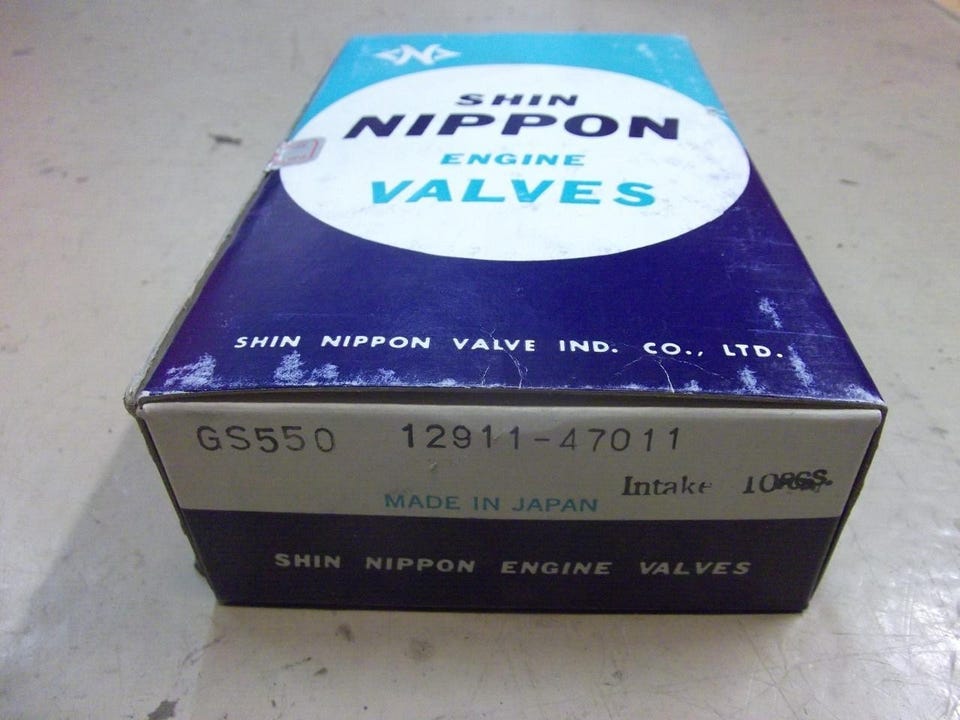 N
SHIN
NIPPON
ENGINE
VALVES
SHIN NIPPON VALVE IND. CO., LTD.
GS550 12911-47011
Intake 10PCS.
MADE IN JAPAN
SHIN NIPPON ENGINE VALVES